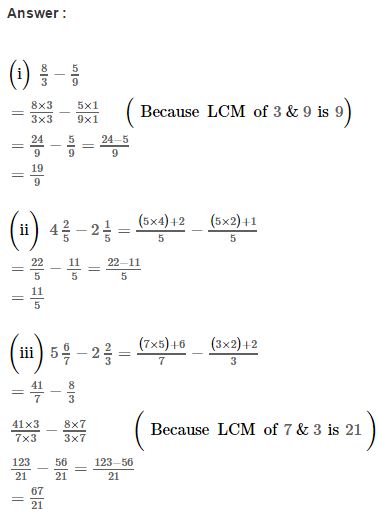 Answer :
(i) 8/3 − 5/9
= 8×3/3×3 − 5×1/9×1 ( Because LCM of 3 & 9 is 9)
= 24/9 − 5/9 = 24−5/9
= 19/9
(ii) 4 2/5 − 2 1/5 = (5×4)+2/5 − (5×2)+1/5
= 22/5 − 11/5 = 22−11/5
= 11/5
(iii) 5 6/7 − 2 2/3 = (7×5)+6/7 − (3×2)+2/3
= 41/7 − 8/3
41×3/7×3 − 8×7/3×7 ( Because LCM of 7 & 3 is 21 )
123/21 − 56/21 = 123−56/21
= 67/21